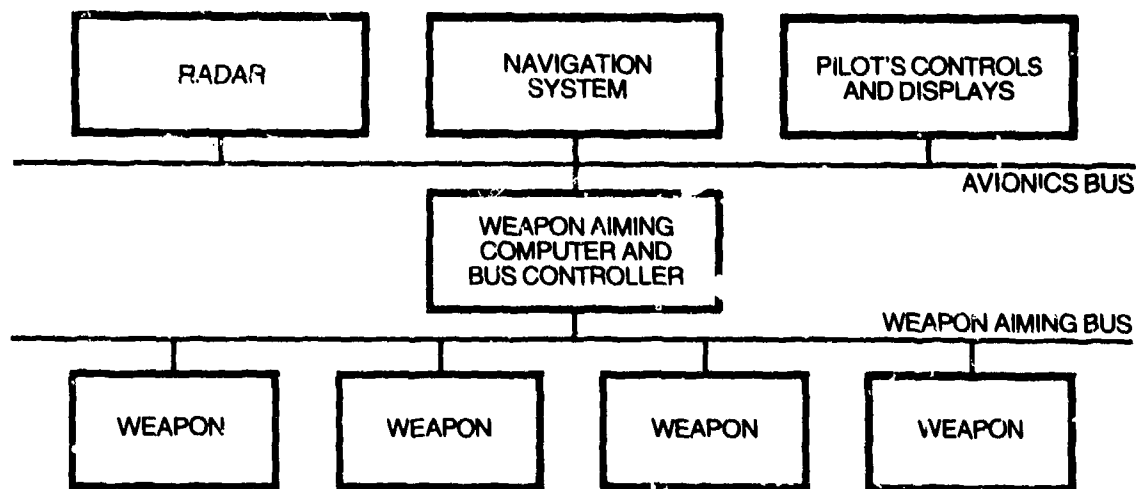 RADAR
NAVIGATION
SYSTEM
PILOT'S CONTROLS
AND DISPLAYS
AVIONICS BUS
WEAPON AIMING
COMPUTER AND
BUS CONTROLLER
WEAPON AIMING BUS
WEAPON
WEAPON
WEAPON
WEAPON